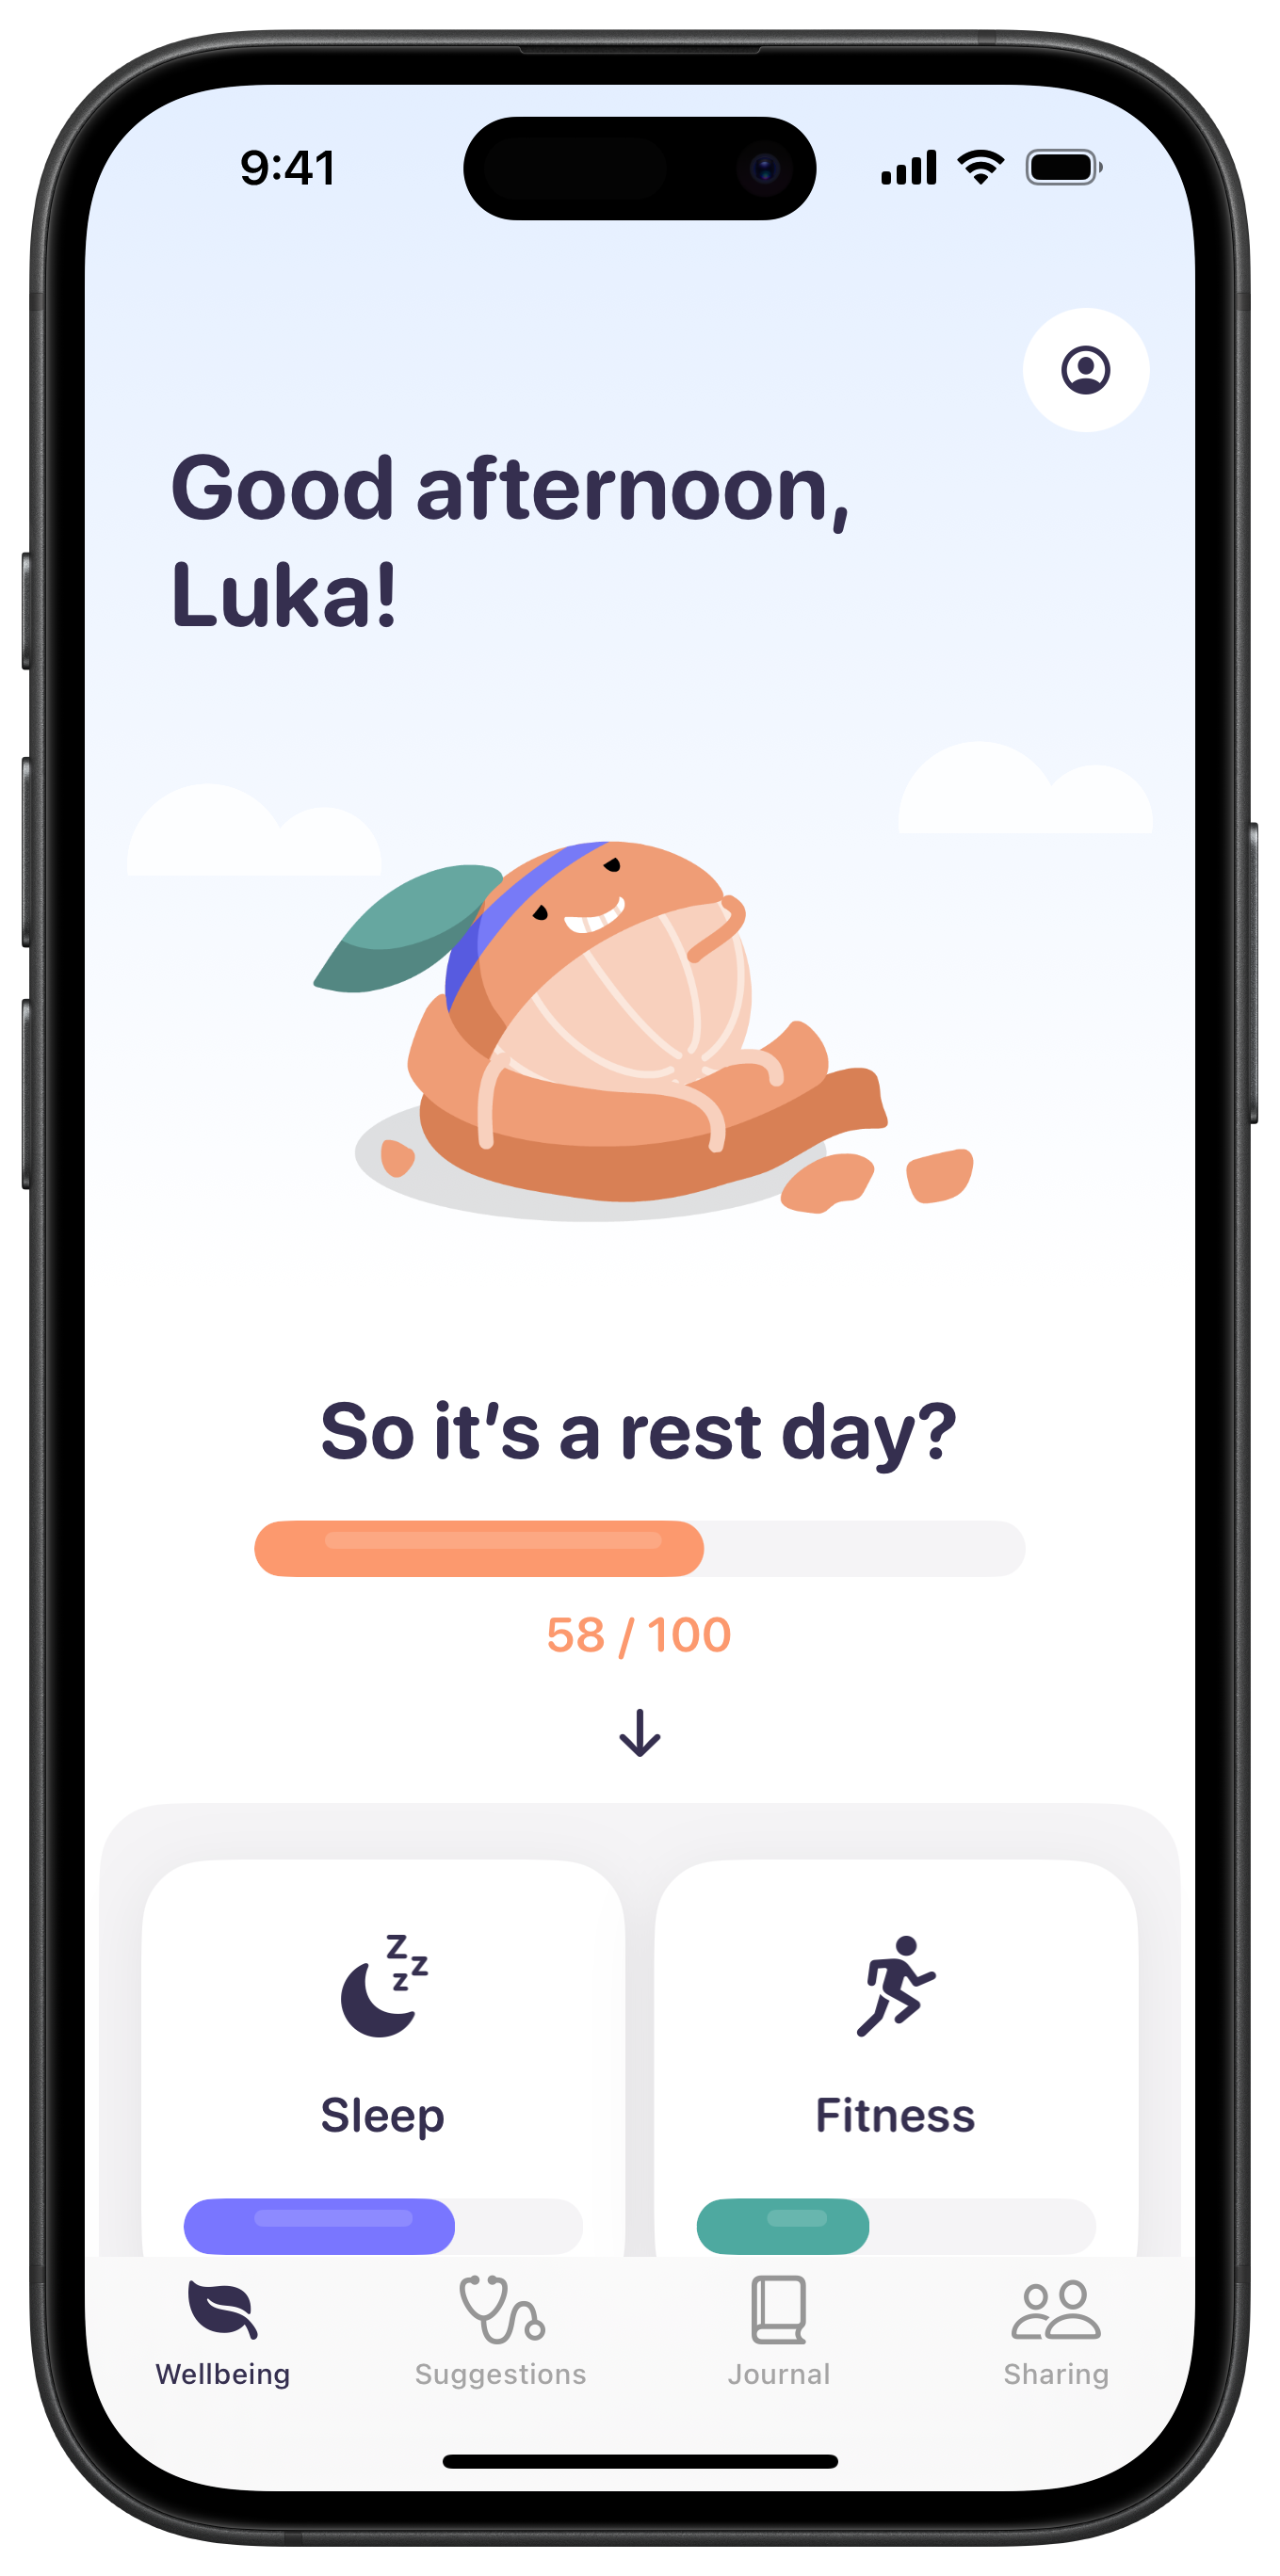 9:41
Good afternoon,
Luka!
So it's a rest day?
58 / 100
z z z
Sleep
Fitness
Wellbeing
Suggestions
Journal
Sharing